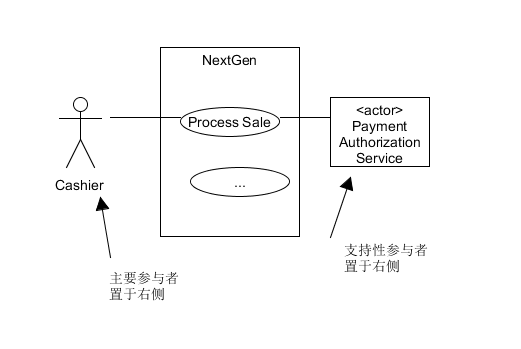 NextGen
<actor>
Process Sale
Payment
Authorization
Service
Cashier
...
主要参与者
置于右侧
支持性参与者
置于右侧